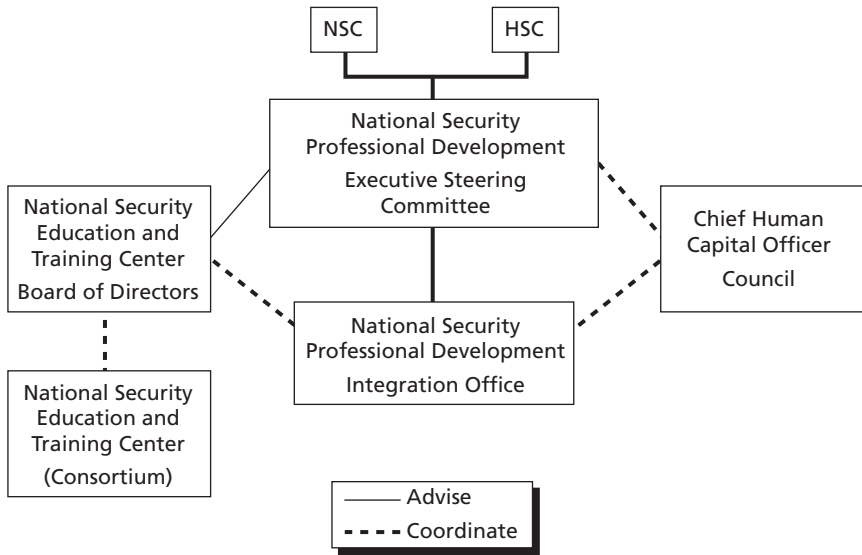 NSC
HSC
National Security
Professional Development
Executive Steering
Committee
National Security
Education and
Training Center
Board of Directors
Chief Human
Capital Officer
Council
National Security
Professional Development
Integration Office
National Security
Education and
Training Center
(Consortium)
Advise
Coordinate